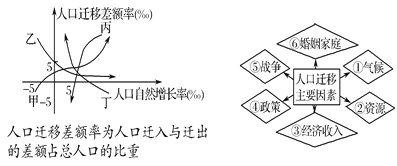 人口迁移差额率(‰)
乙
丙
5
-5
5
甲
-5
丁
人口自然增长率(‰)
人口迁移差额率为人口迁入与迁出
的差额占总人口的比重
⑥婚姻家庭
⑤战争
①气候
人口迁移
主要因素
④政策
②资源
③经济收入